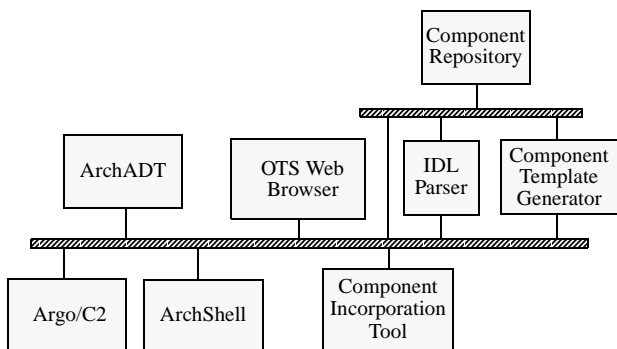 Component
Repository
ArchADT
OTS Web
Browser
IDL
Parser
Component
Template
Generator
Argo/C2
ArchShell
Component
Incorporation
Tool